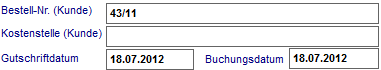 Bestell-Nr. (Kunde) 43/11
Kostenstelle (Kunde)
Gutschriftdatum 18.07.2012 Buchungsdatum 18.07.2012